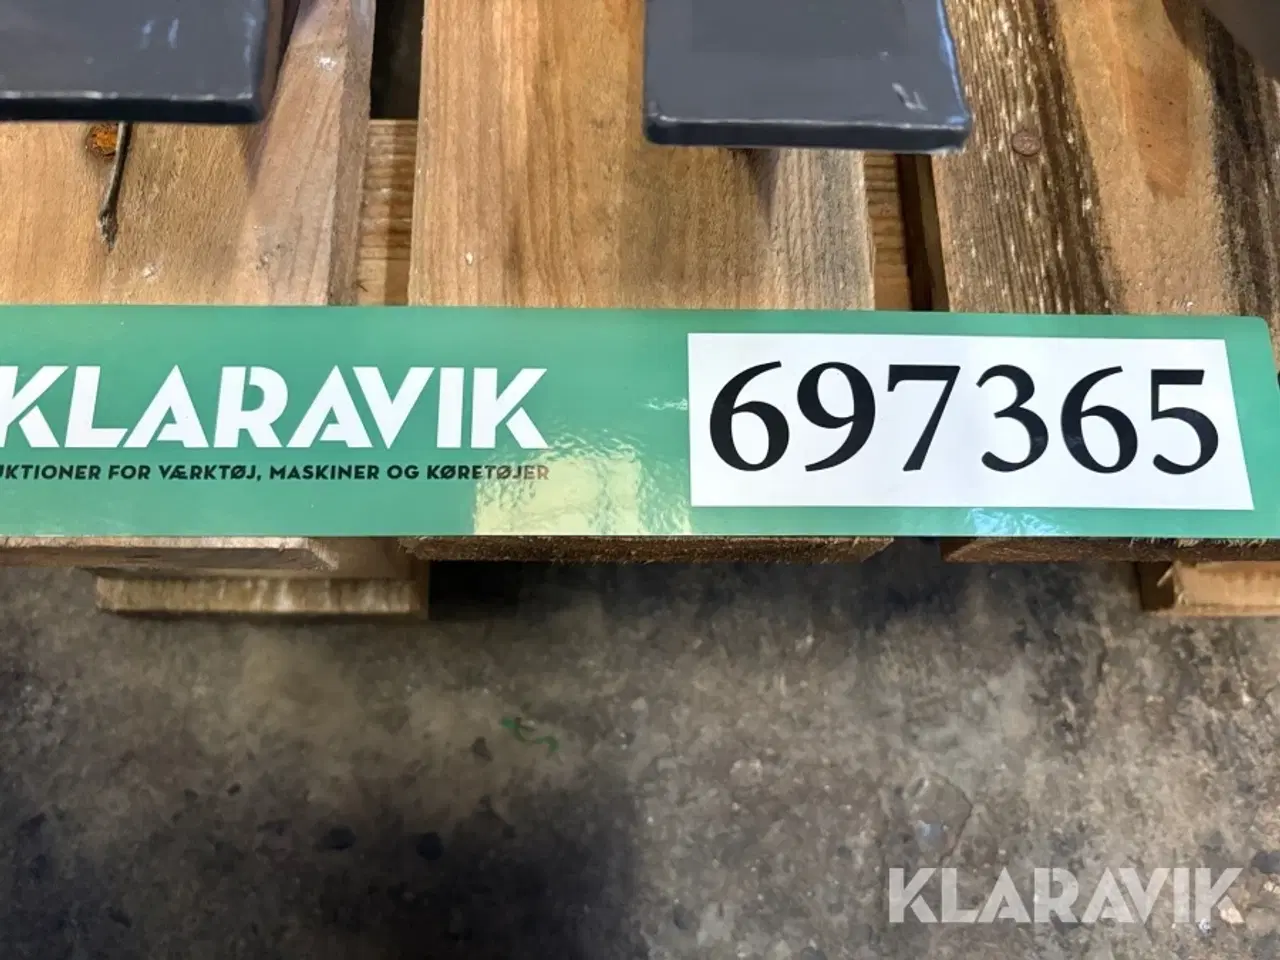 KLARAVIK
UKTIONER FOR VÆRKTØJ, MASKINER OG KØRETØJER
697365
KLARAVIK